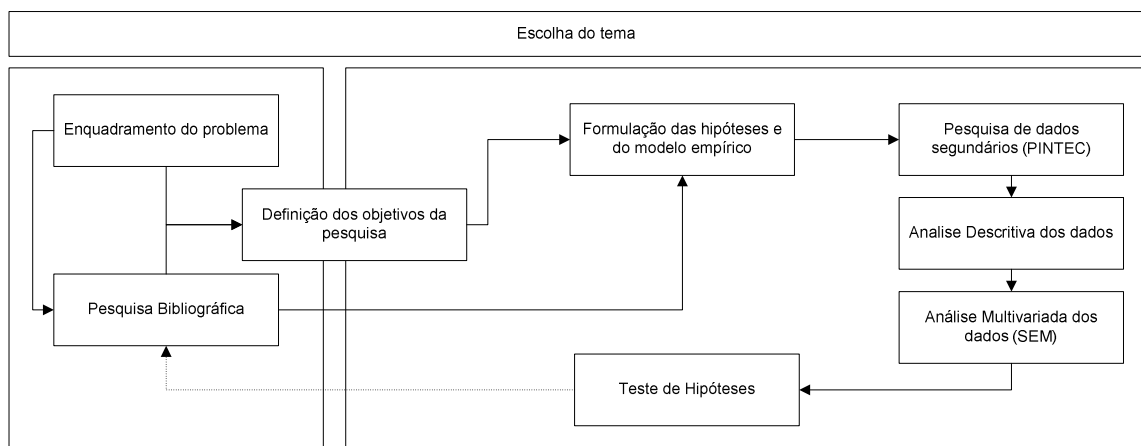 Escolha do tema
Enquadramento do problema
Formulação das hipóteses e
do modelo empírico
Pesquisa de dados
segundários (PINTEC)
Definição dos objetivos da
pesquisa
Analise Descritiva dos dados
Pesquisa Bibliográfica
Análise Multivariada dos
dados (SEM)
Teste de Hipóteses